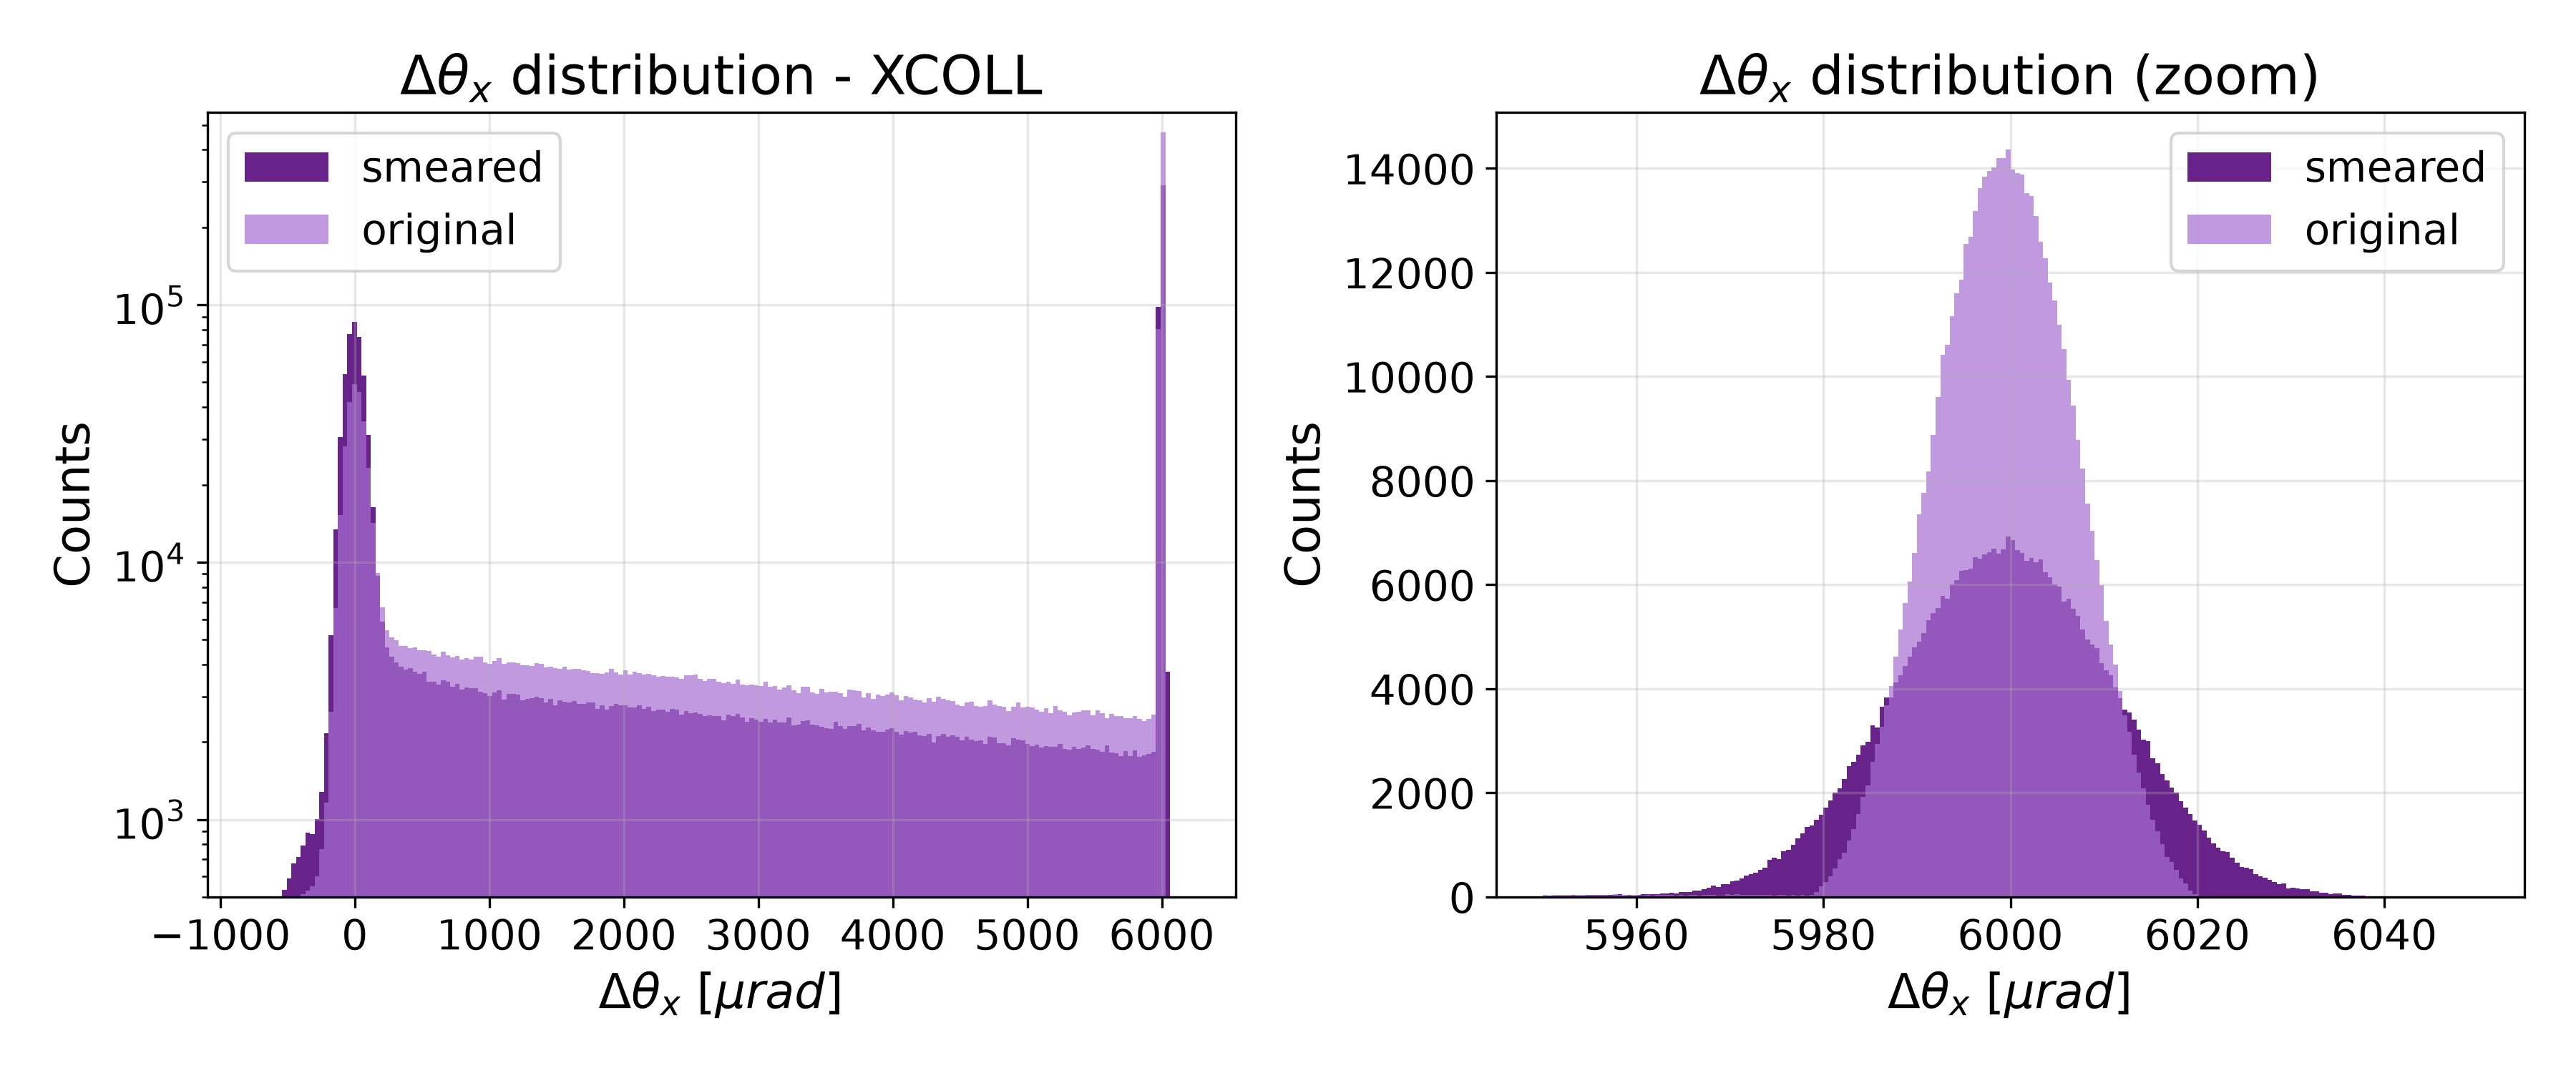 Δθx distribution - XCOLL
smeared
original
Counts
10^5
10^4
10^3
−1000 0 1000 2000 3000 4000 5000 6000
Δθx [μrad]
Δθx distribution (zoom)
smeared
original
Counts
14000
12000
10000
8000
6000
4000
2000
0
5960 5980 6000 6020 6040
Δθx [μrad]